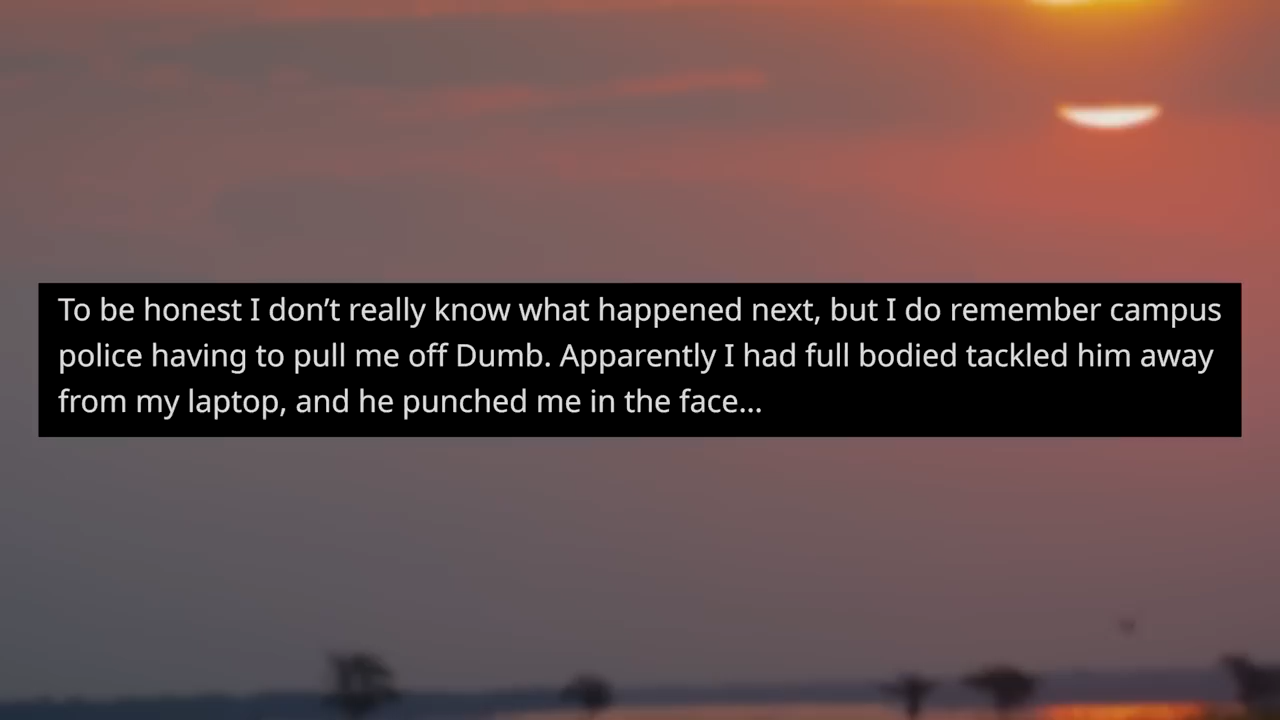 To be honest I don’t really know what happened next, but I do remember campus
police having to pull me off Dumb. Apparently I had full bodied tackled him away
from my laptop, and he punched me in the face...